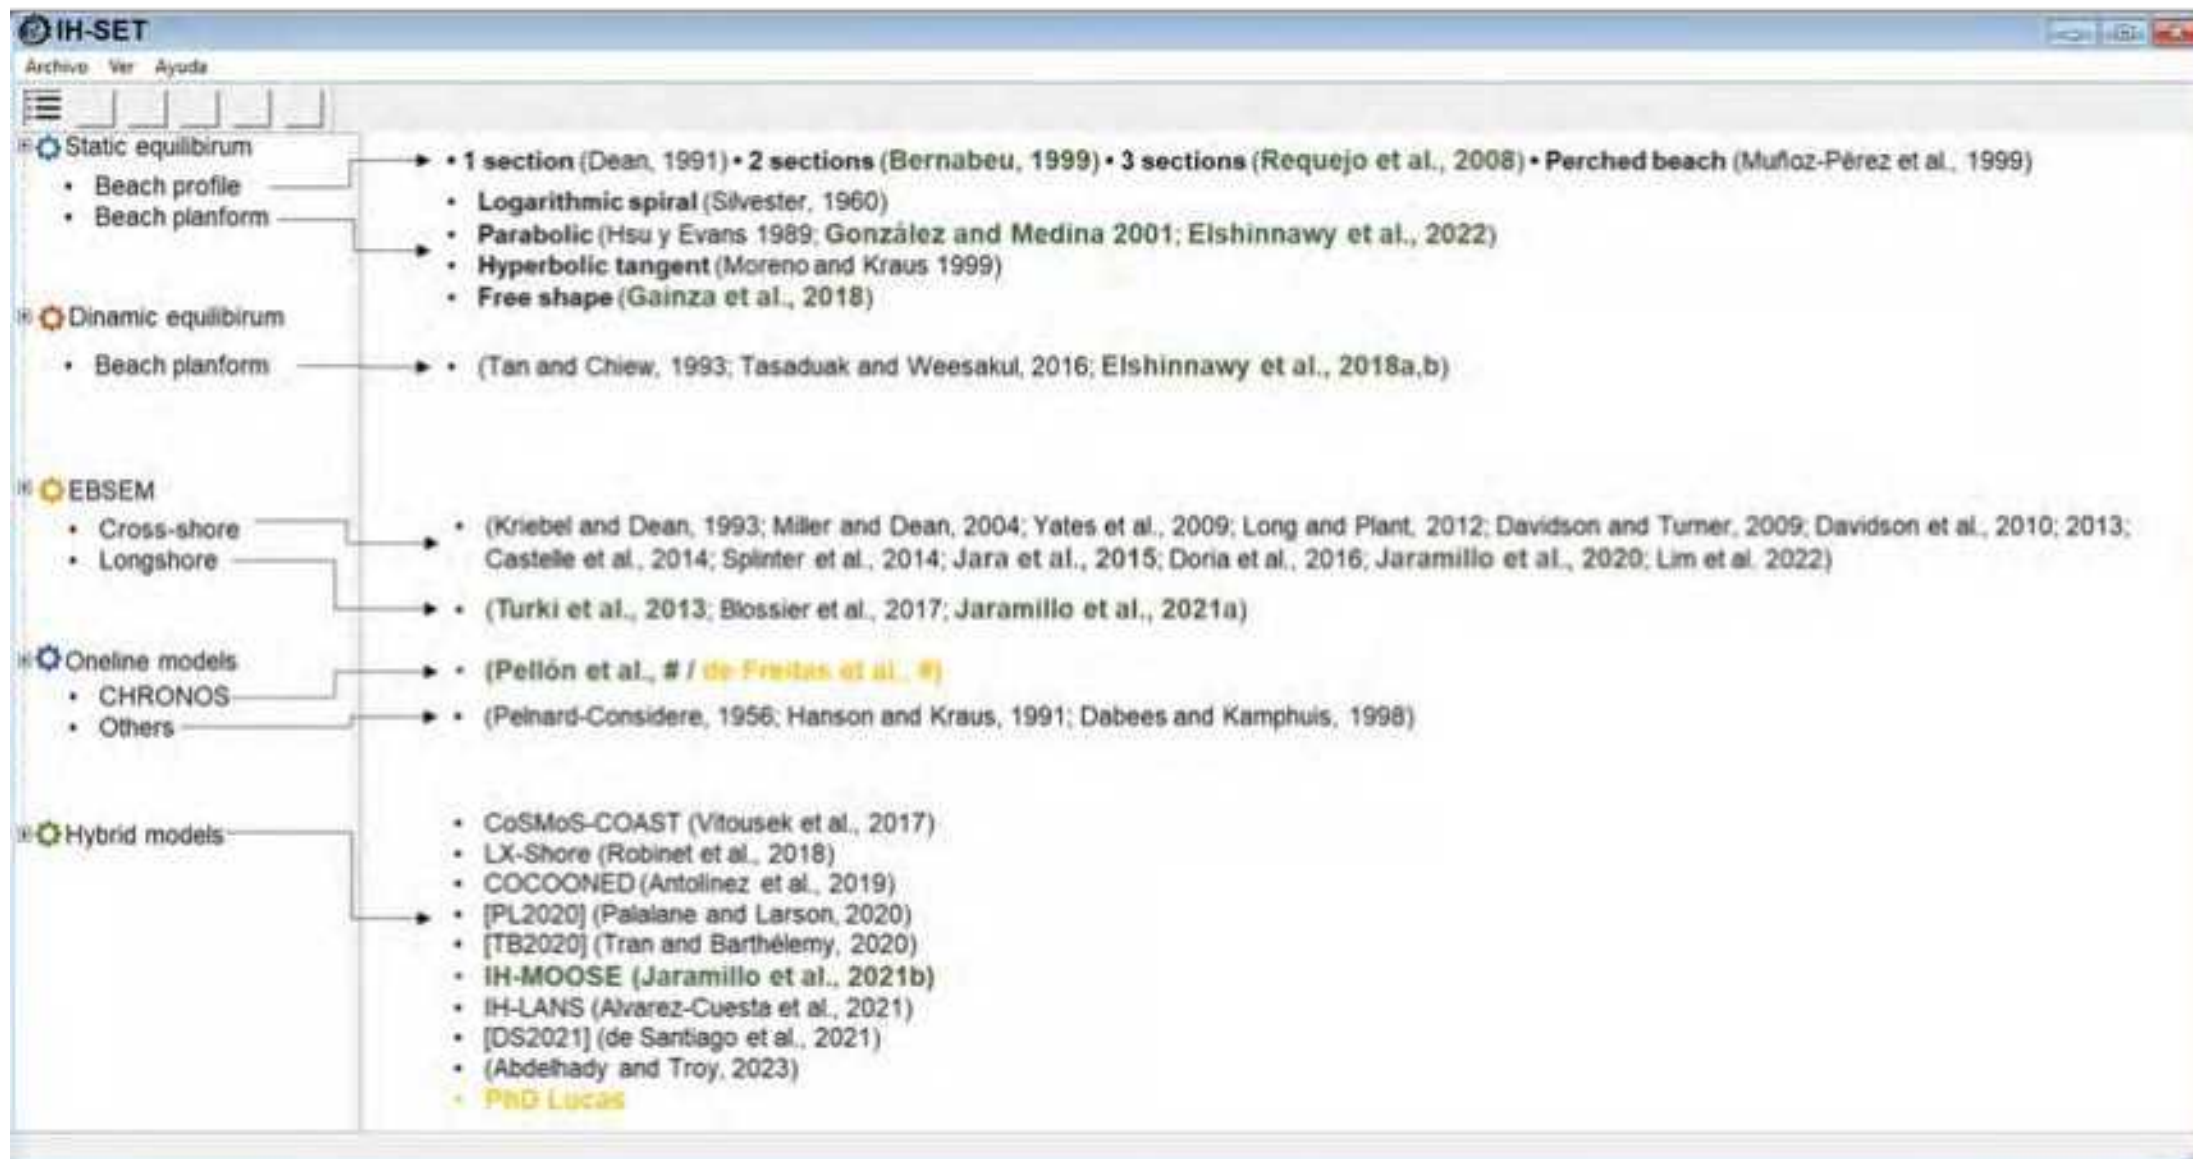 IH-SET
Archivo Ver Ayuda
Static equilibirum
• Beach profile
• Beach planform
• 1 section (Dean, 1991) • 2 sections (Bernabeu, 1999) • 3 sections (Requejo et al., 2008) • Perched beach (Muñoz-Pérez et al., 1999)
• Logarithmic spiral (Silvester, 1960)
• Parabolic (Hsu y Evans 1989; González and Medina 2001; Elshinnawy et al., 2022)
• Hyperbolic tangent (Moreno and Kraus 1999)
• Free shape (Gainza et al., 2018)
Dinamic equilibirum
• Beach planform
• (Tan and Chiew, 1993; Tasaduak and Weesakul, 2016; Elshinnawy et al., 2018a,b)
EBSEM
• Cross-shore
• Longshore
• (Kriebel and Dean, 1993; Miller and Dean, 2004; Yates et al., 2009; Long and Plant, 2012; Davidson and Turner, 2009; Davidson et al., 2010; 2013;
Castelle et al., 2014; Splinter et al., 2014; Jara et al., 2015; Doria et al., 2016; Jaramillo et al., 2020; Lim et al. 2022)
• (Turki et al., 2013; Blossier et al., 2017; Jaramillo et al., 2021a)
Oneline models
• CHRONOS
• Others
• (Pellón et al., # / de Freitas et al., #)
• (Pelnard-Considere, 1956; Hanson and Kraus, 1991; Dabees and Kamphuis, 1998)
Hybrid models
• CoSMoS-COAST (Vitousek et al., 2017)
• LX-Shore (Robinet et al., 2018)
• COCOONED (Antolinez et al., 2019)
• [PL2020] (Palalane and Larson, 2020)
• [TB2020] (Tran and Barthélemy, 2020)
• IH-MOOSE (Jaramillo et al., 2021b)
• IH-LANS (Alvarez-Cuesta et al., 2021)
• [DS2021] (de Santiago et al., 2021)
• (Abdelhady and Troy, 2023)
• PhD Lucas